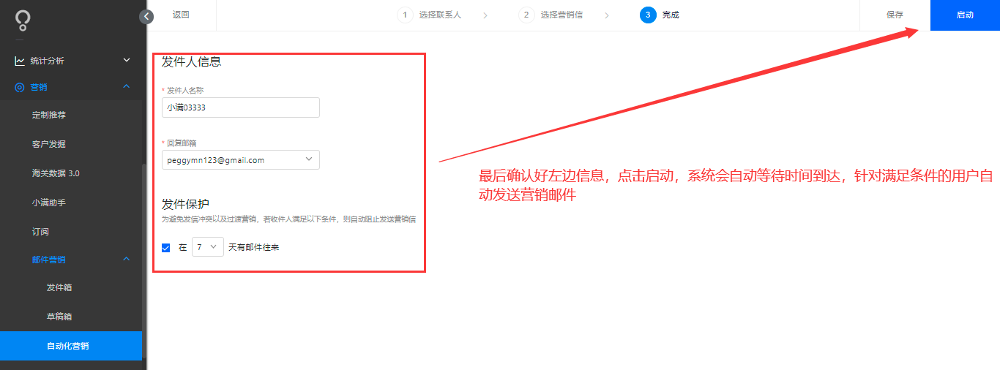 返回
1 选择联系人
2 选择营销信
3 完成
保存
启动
统计分析
营销
定制推荐
客户发掘
海关数据 3.0
小满助手
订阅
邮件营销
发件箱
草稿箱
自动化营销
发件人信息
* 发件人名称
小满03333
* 回复邮箱
peggymn123@gmail.com
发件保护
为避免发信冲突以及过渡营销，若收件人满足以下条件，则自动阻止发送营销信
在 7 天有邮件往来
最后确认好左边信息，点击启动，系统会自动等待时间到达，针对满足条件的用户自
动发送营销邮件